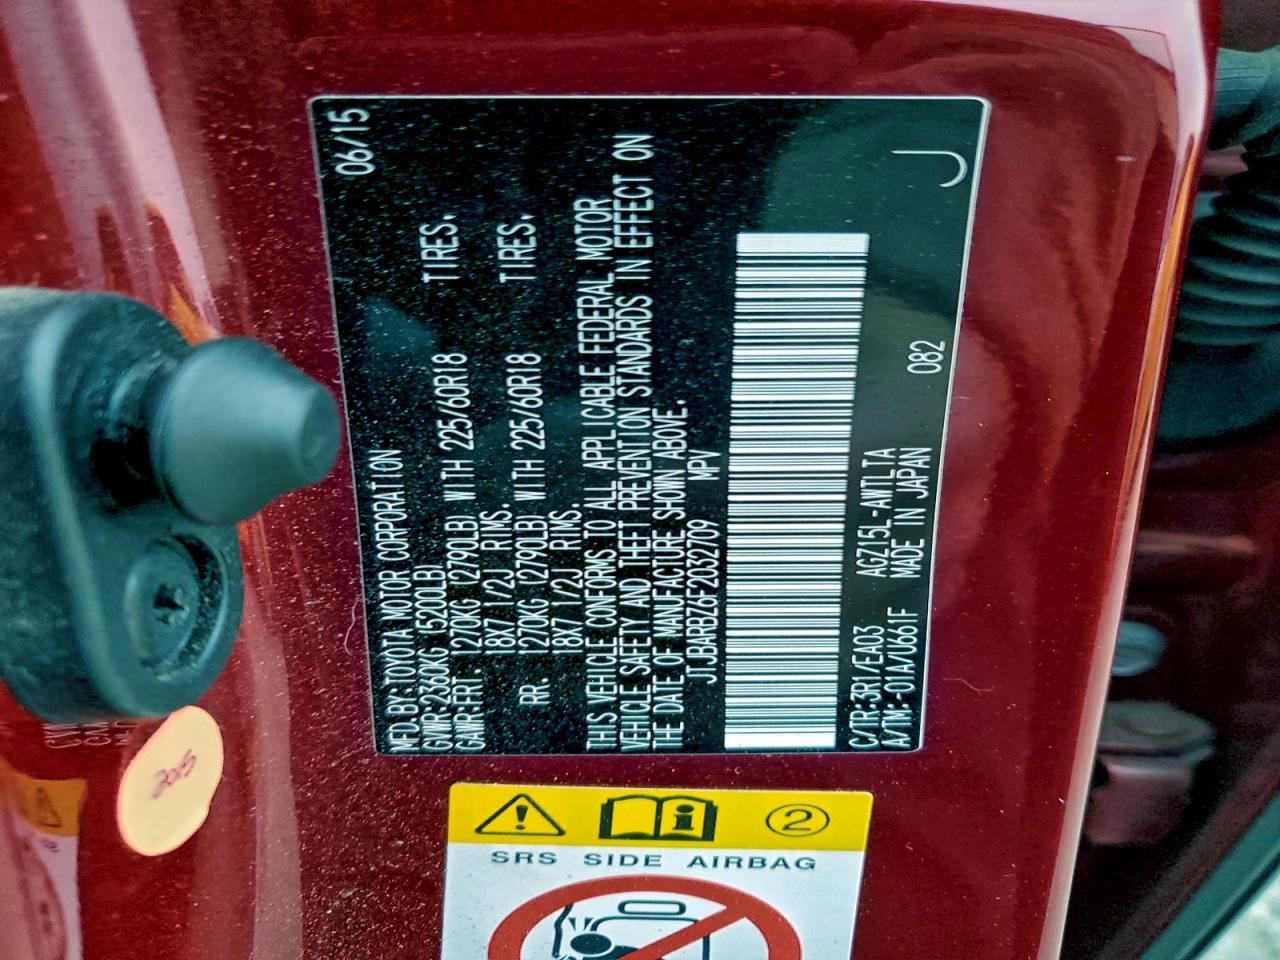 MFD.BY:TOYOTA MOTOR CORPORATION 06/15
GVWR:2360KG (5200LB)
GAWR:FRT 1270KG (2790LB) WITH 225/60R18 TIRES.
18X7 1/2J RIMS.
RR. 1270KG (2790LB) WITH 225/60R18 TIRES.
18X7 1/2J RIMS.
THIS VEHICLE CONFORMS TO ALL APPLICABLE FEDERAL MOTOR
VEHICLE SAFETY AND THEFT PREVENTION STANDARDS IN EFFECT ON
THE DATE OF MANUFACTURE SHOWN ABOVE.
JTJBARBZ6F2032709 MPV
C/TR:3R1/EA03 AGZ15L-AWTLTA
A/TM:-01A/U661F MADE IN JAPAN 082
J
2015
2
SRS SIDE AIRBAG